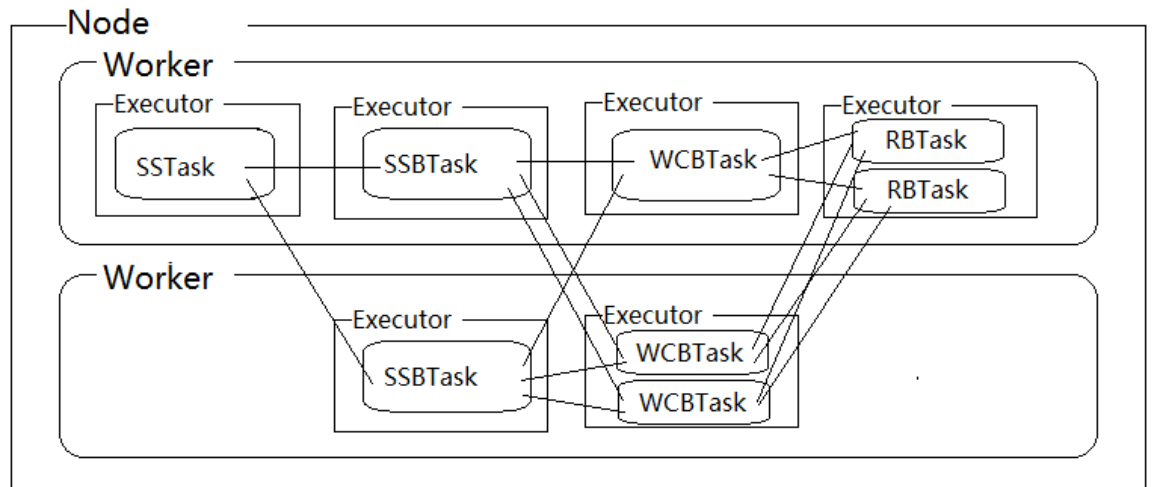 Node
Worker
Executor
Executor
Executor
Executor
SSTask
SSBTask
WCBTask
RBTask
RBTask
Worker
Executor
Executor
SSBTask
WCBTask
WCBTask